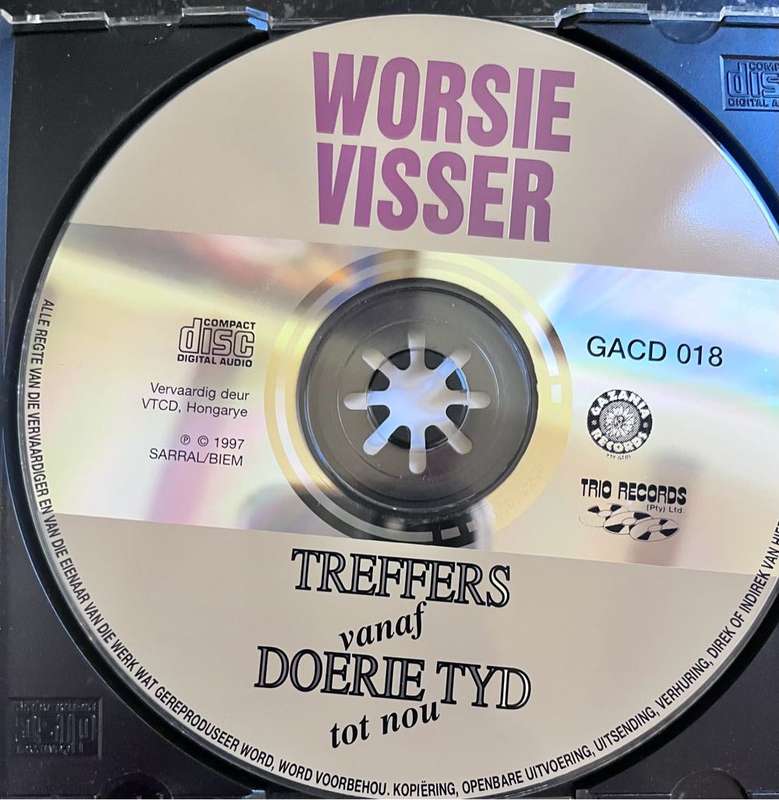 WORSIE
VISSER
COMPACT
disc
DIGITAL AUDIO
Vervaardig deur
VTCD, Hongarye
℗ © 1997
SARRAL/BIEM
GACD 018
GAZANIA
RECORDS
TRIO RECORDS
(Pty) Ltd.
TREFFERS
vanaf
DOERIE TYD
tot nou
ALLE REGTE VAN DIE VERVAARDIGER EN VAN DIE EIENAAR VAN DIE WERK WAT GEREPRODUSEER WORD, WORD VOORBEHOU. KOPIËRING, OPENBARE UITVOERING, UITSENDING, VERHURING, DIREK OF INDIREK VAN
disc
DIGITAL